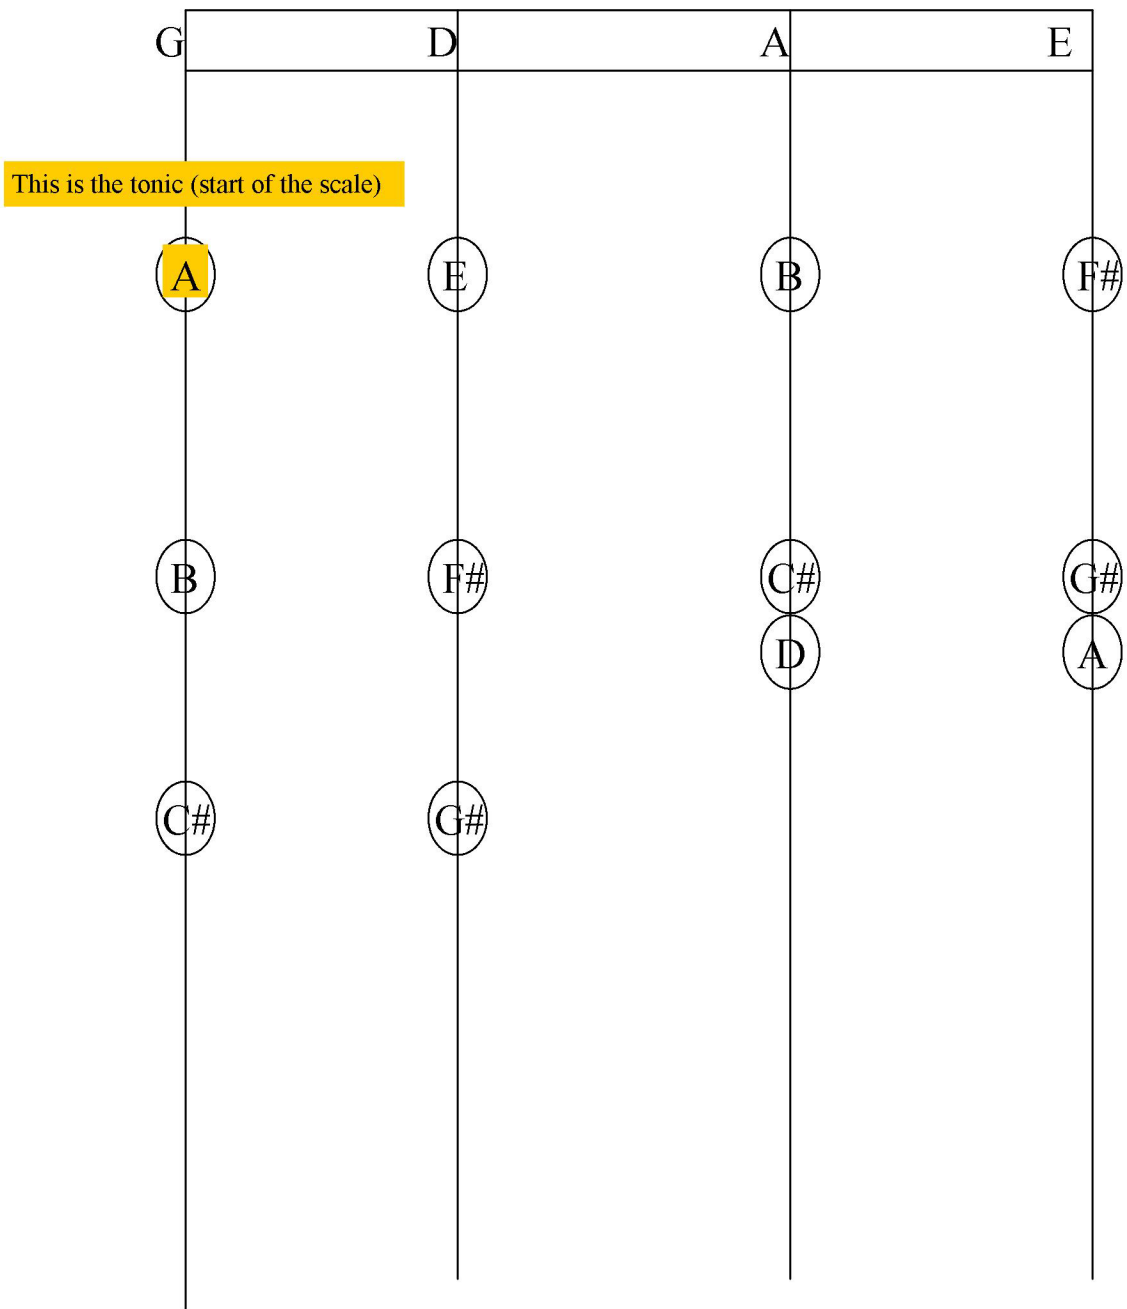 G D A E
This is the tonic (start of the scale)
A E B F#
B F# C# G#
D A
C# G#